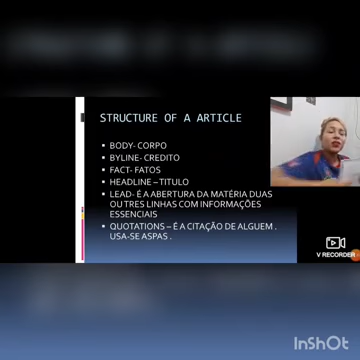 STRUCTURE OF A ARTICLE
▪ BODY- CORPO
▪ BYLINE- CREDITO
▪ FACT- FATOS
▪ HEADLINE – TITULO
▪ LEAD- É A ABERTURA DA MATÉRIA DUAS
OU TRES LINHAS COM INFORMAÇÕES
ESSENCIAIS
▪ QUOTATIONS – É A CITAÇÃO DE ALGUEM .
USA-SE ASPAS .
V RECORDER
InShOt